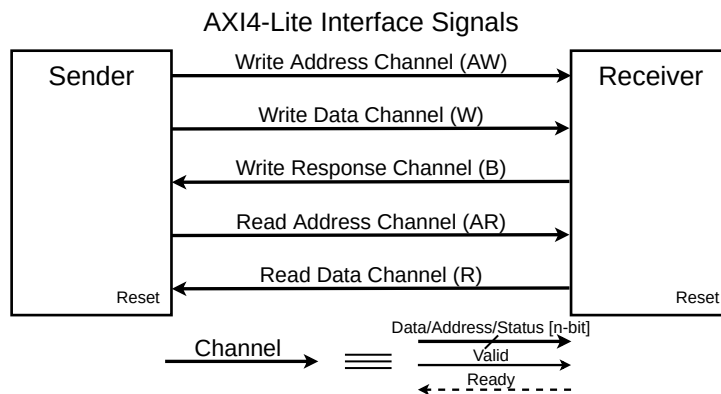 AXI4-Lite Interface Signals
Sender
Write Address Channel (AW)
Receiver
Write Data Channel (W)
Write Response Channel (B)
Read Address Channel (AR)
Read Data Channel (R)
Reset
Reset
Channel
Data/Address/Status [n-bit]
Valid
Ready